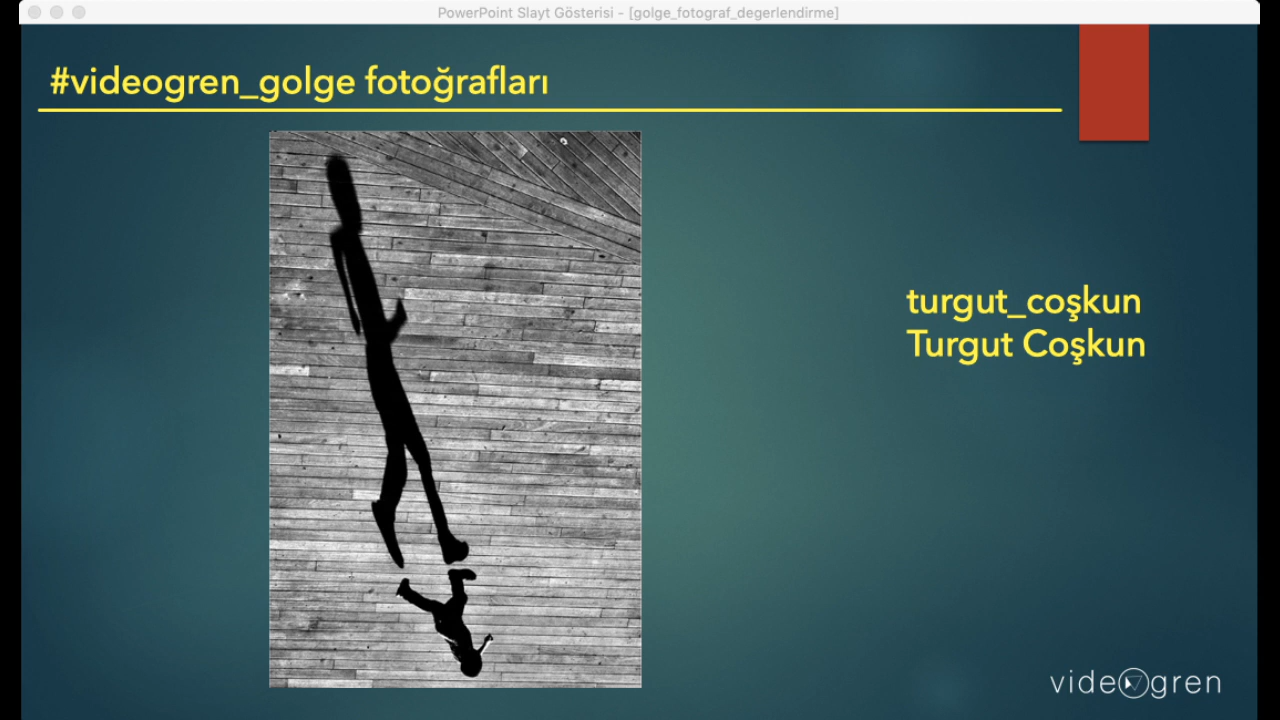 PowerPoint Slayt Gösterisi - [golge_fotograf_degerlendirme]
#videogren_golge fotoğrafları
turgut_coşkun
Turgut Coşkun
videogren